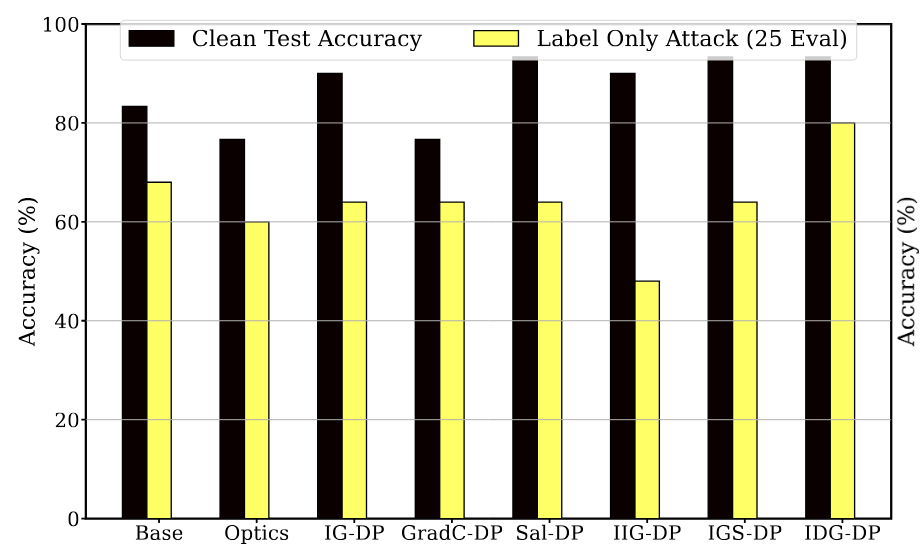 Clean Test Accuracy
Label Only Attack (25 Eval)
100
80
60
40
20
0
Accuracy (%)
Accuracy (%)
Base
Optics
IG-DP
GradC-DP
Sal-DP
IIG-DP
IGS-DP
IDG-DP